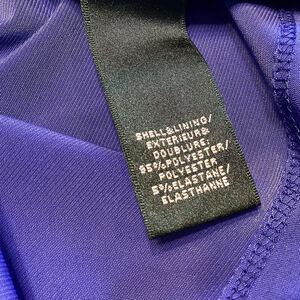 SHELL&LINING/
EXTERIEUR&
DOUBLURE:
95%POLYESTER/
POLYESTER
5%ELASTANE/
ELASTHANNE